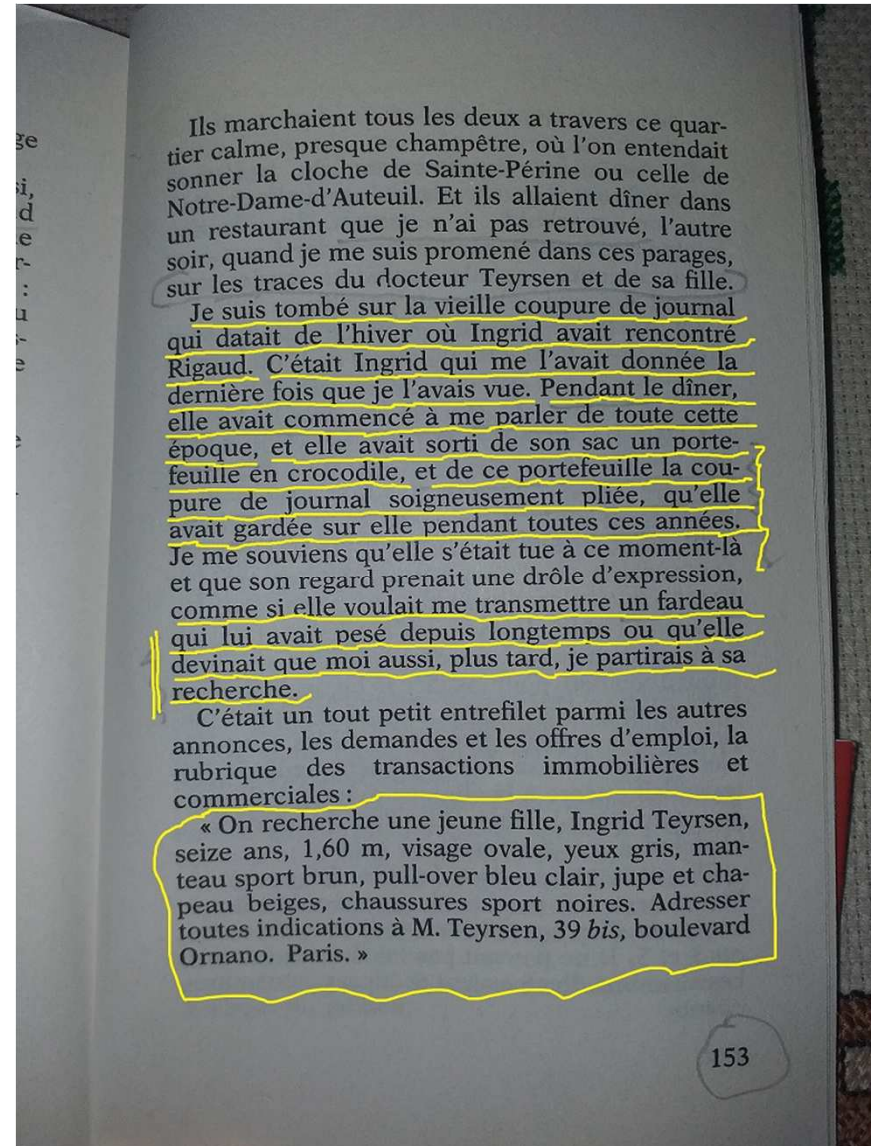 ge
si,
d
e
r-
:
u
s-
e
Ils marchaient tous les deux a travers ce quar-
tier calme, presque champêtre, où l'on entendait
sonner la cloche de Sainte-Périne ou celle de
Notre-Dame-d'Auteuil. Et ils allaient dîner dans
un restaurant que je n'ai pas retrouvé, l'autre
soir, quand je me suis promené dans ces parages,
sur les traces du docteur Teyrsen et de sa fille.
Je suis tombé sur la vieille coupure de journal
qui datait de l'hiver où Ingrid avait rencontré
Rigaud. C'était Ingrid qui me l'avait donnée la
dernière fois que je l'avais vue. Pendant le dîner,
elle avait commencé à me parler de toute cette
époque, et elle avait sorti de son sac un porte-
feuille en crocodile, et de ce portefeuille la cou-
pure de journal soigneusement pliée, qu'elle
avait gardée sur elle pendant toutes ces années.
Je me souviens qu'elle s'était tue à ce moment-là
et que son regard prenait une drôle d'expression,
comme si elle voulait me transmettre un fardeau
qui lui avait pesé depuis longtemps ou qu'elle
devinait que moi aussi, plus tard, je partirais à sa
recherche.
C'était un tout petit entrefilet parmi les autres
annonces, les demandes et les offres d'emploi, la
rubrique des transactions immobilières et
commerciales :
« On recherche une jeune fille, Ingrid Teyrsen,
seize ans, 1,60 m, visage ovale, yeux gris, man-
teau sport brun, pull-over bleu clair, jupe et cha-
peau beiges, chaussures sport noires. Adresser
toutes indications à M. Teyrsen, 39 bis, boulevard
Ornano. Paris. »
153